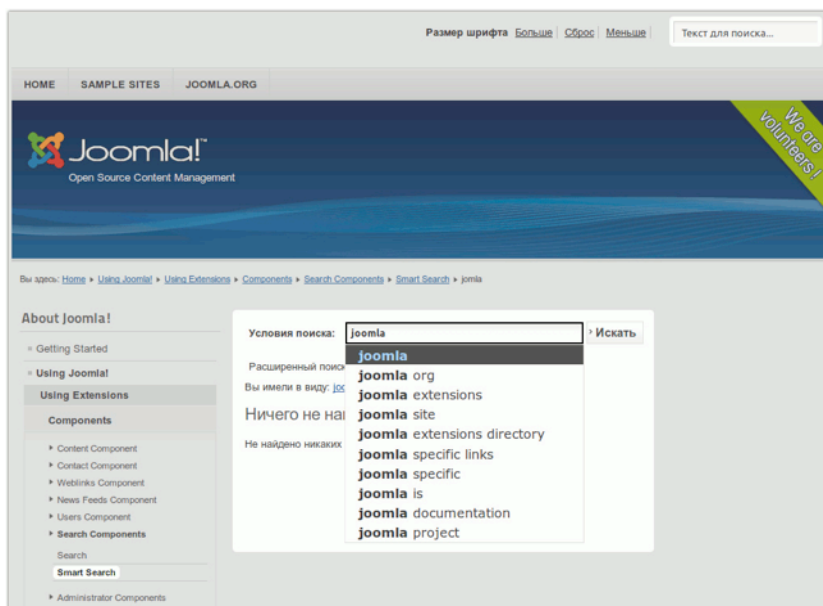 Размер шрифта Больше Сброс Меньше Текст для поиска...
HOME SAMPLE SITES JOOMLA.ORG
We are
volunteers !
Joomla!™
Open Source Content Management
Вы здесь: Home Using Joomla! Using Extensions Components Search Components Smart Search jomla
About Joomla!
Getting Started
Using Joomla!
Using Extensions
Components
Content Component
Contact Component
Weblinks Component
News Feeds Component
Users Component
Search Components
Search
Smart Search
Administrator Components
Условия поиска: joomla Искать
Расширенный
Вы имели в виду:
Ничего не
Не найдено никаких
joomla
joomla org
joomla extensions
joomla site
joomla extensions directory
joomla specific links
joomla specific
joomla is
joomla documentation
joomla project